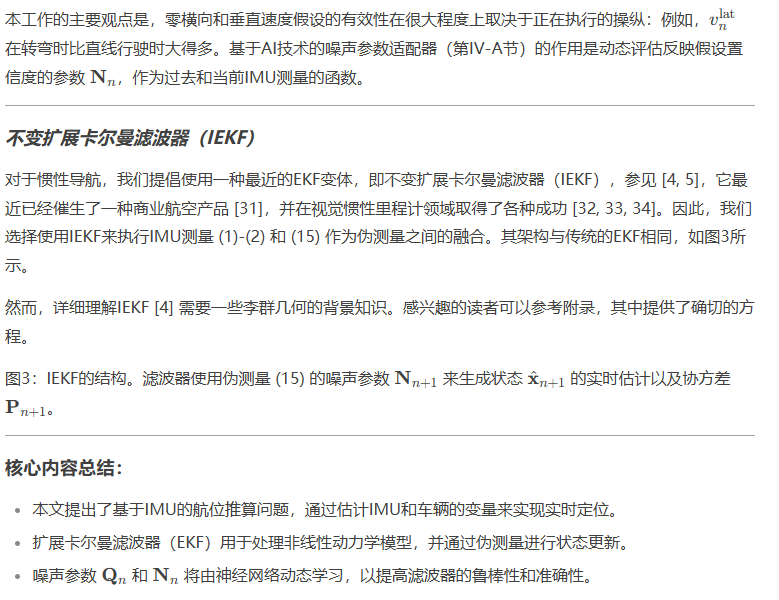 本工作的主要观点是，零横向和垂直速度假设的有效性在很大程度上取决于正在执行的操纵：例如，v_n^lat
在转弯时比直线行驶时大得多。基于AI技术的噪声参数适配器（第IV-A节）的作用是动态评估反映假设置
信度的参数 N_n，作为过去和当前IMU测量的函数。
不变扩展卡尔曼滤波器（IEKF）
对于惯性导航，我们提倡使用一种最近的EKF变体，即不变扩展卡尔曼滤波器（IEKF）, 参见 [4, 5]，它最
近已经催生了一种商业航空产品 [31]，并在视觉惯性里程计领域取得了各种成功 [32, 33, 34]。因此，我们
选择使用IEKF来执行IMU测量 (1)-(2) 和 (15) 作为伪测量之间的融合。其架构与传统的EKF相同，如图3所
示。
然而，详细理解IEKF [4] 需要一些李群几何的背景知识。感兴趣的读者可以参考附录，其中提供了确切的方
程。
图3：IEKF的结构。滤波器使用伪测量 (15) 的噪声参数 N_{n+1} 来生成状态 x̂_{n+1} 的实时估计以及协方差
P_{n+1}。
核心内容总结：
• 本文提出了基于IMU的航位推算问题，通过估计IMU和车辆的变量来实现实时定位。
• 扩展卡尔曼滤波器（EKF）用于处理非线性动力学模型，并通过伪测量进行状态更新。
• 噪声参数 Q_n 和 N_n 将由神经网络动态学习，以提高滤波器的鲁棒性和准确性。